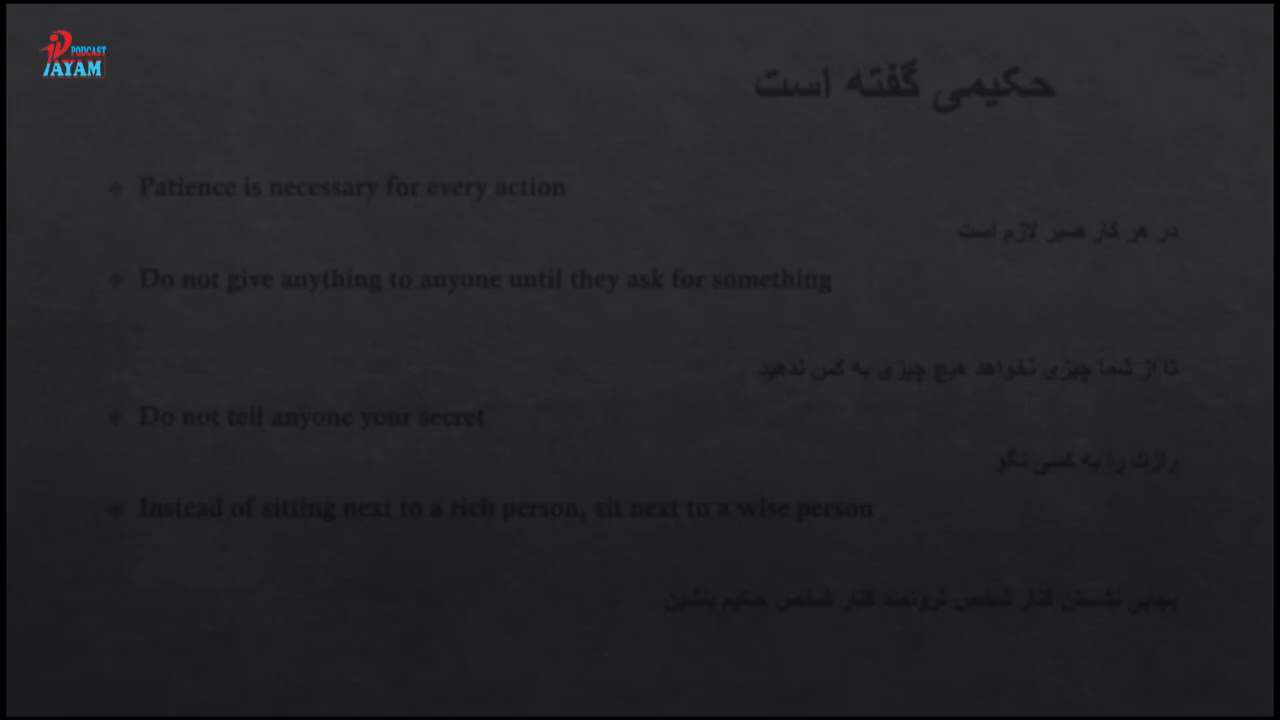 PODCAST
PAYAM
حکیمی گفته است
Patience is necessary for every action
در هر کار صبر لازم است
Do not give anything to anyone until they ask for something
تا از شما چیزی نخواهد هیچ چیزی به کس ندهید
Do not tell anyone your secret
رازت را به کسی نگو
Instead of sitting next to a rich person, sit next to a wise person
بجایی نشستن کنار شخص ثروتمند کنار شخص حکیم بنشین